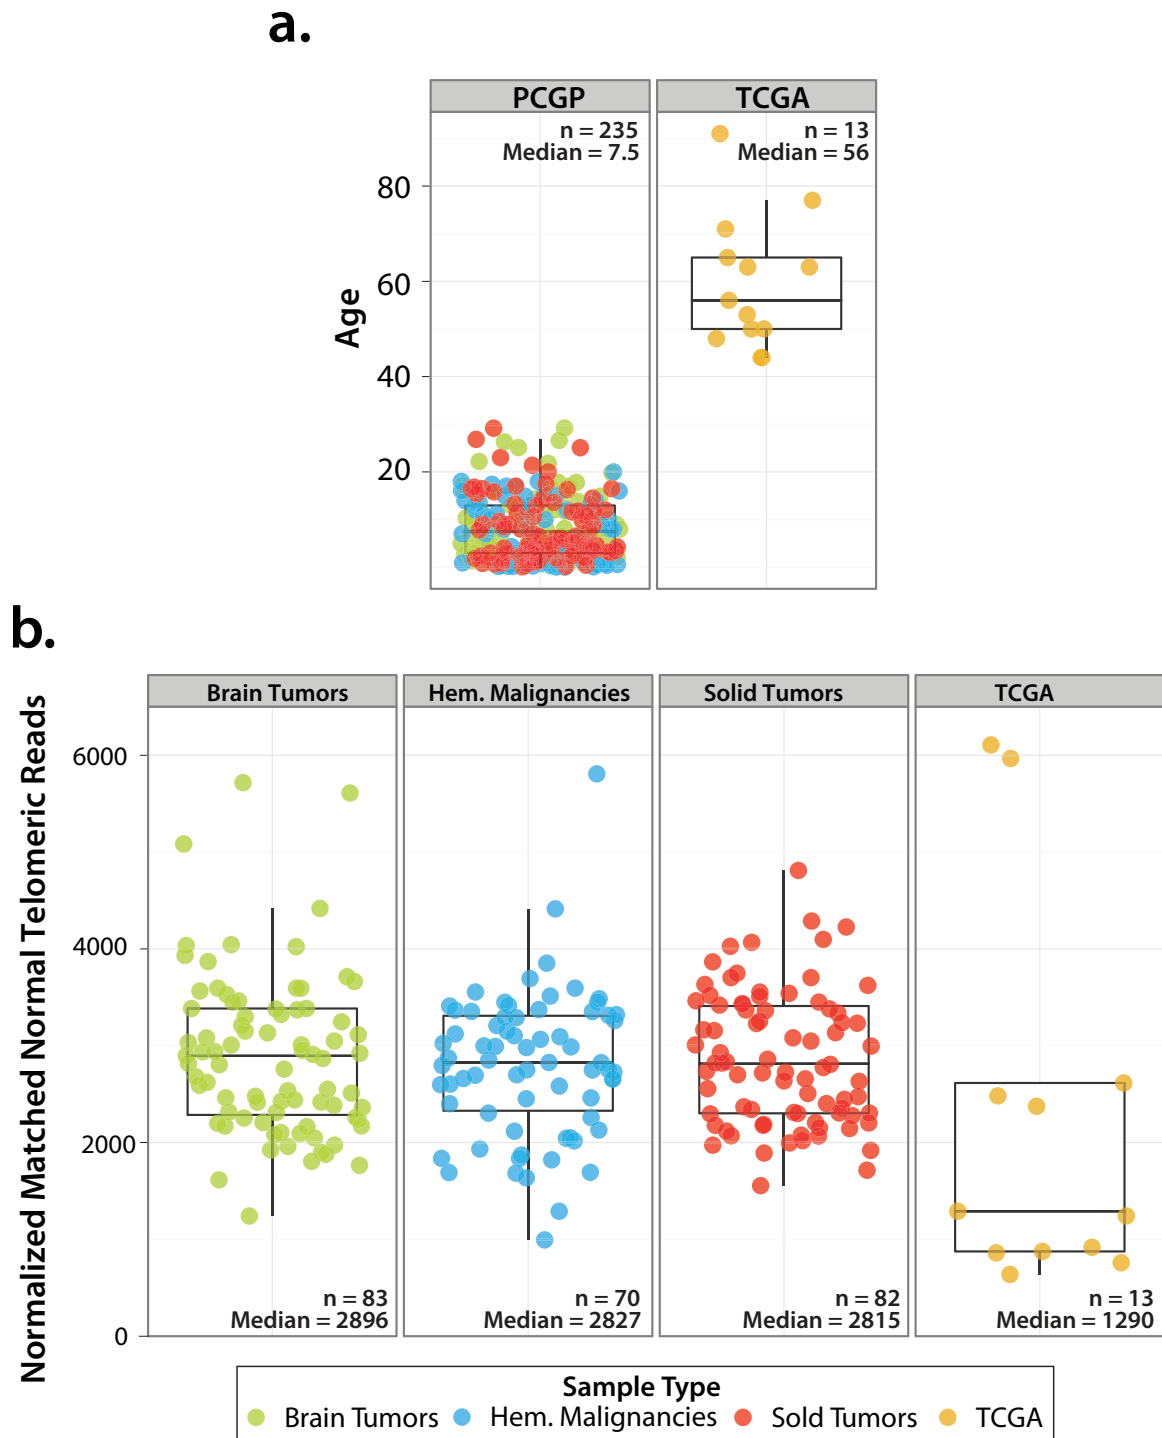 a.
PCGP
TCGA
n = 235
Median = 7.5
n = 13
Median = 56
Age
80
60
40
20
b.
Normalized Matched Normal Telomeric Reads
Brain Tumors
Hem. Malignancies
Solid Tumors
TCGA
6000
4000
2000
0
n = 83
Median = 2896
n = 70
Median = 2827
n = 82
Median = 2815
n = 13
Median = 1290
Sample Type
Brain Tumors
Hem. Malignancies
Sold Tumors
TCGA